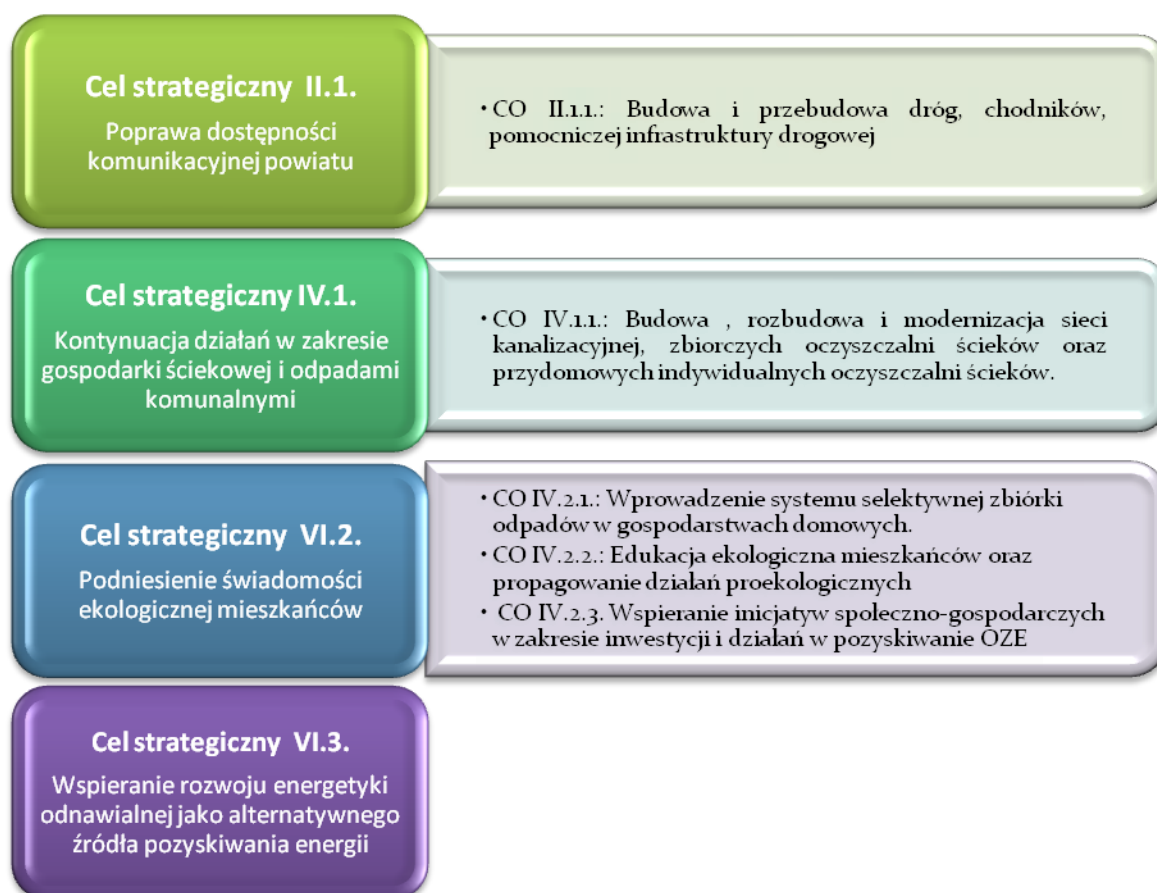 Cel strategiczny II.1.
Poprawa dostępności
komunikacyjnej powiatu
• CO II.1.1.: Budowa i przebudowa dróg, chodników,
pomocniczej infrastruktury drogowej
Cel strategiczny IV.1.
Kontynuacja działań w zakresie
gospodarki ściekowej i odpadami
komunalnymi
• CO IV.1.1.: Budowa , rozbudowa i modernizacja sieci
kanalizacyjnej, zbiorczych oczyszczalni ścieków oraz
przydomowych indywidualnych oczyszczalni ścieków.
Cel strategiczny VI.2.
Podniesienie świadomości
ekologicznej mieszkańców
• CO IV.2.1.: Wprowadzenie systemu selektywnej zbiórki
odpadów w gospodarstwach domowych.
• CO IV.2.2.: Edukacja ekologiczna mieszkańców oraz
propagowanie działań proekologicznych
• CO IV.2.3. Wspieranie inicjatyw społeczno-gospodarczych
w zakresie inwestycji i działań w pozyskiwanie OZE
Cel strategiczny VI.3.
Wspieranie rozwoju energetyki
odnawialnej jako alternatywnego
źródła pozyskiwania energii